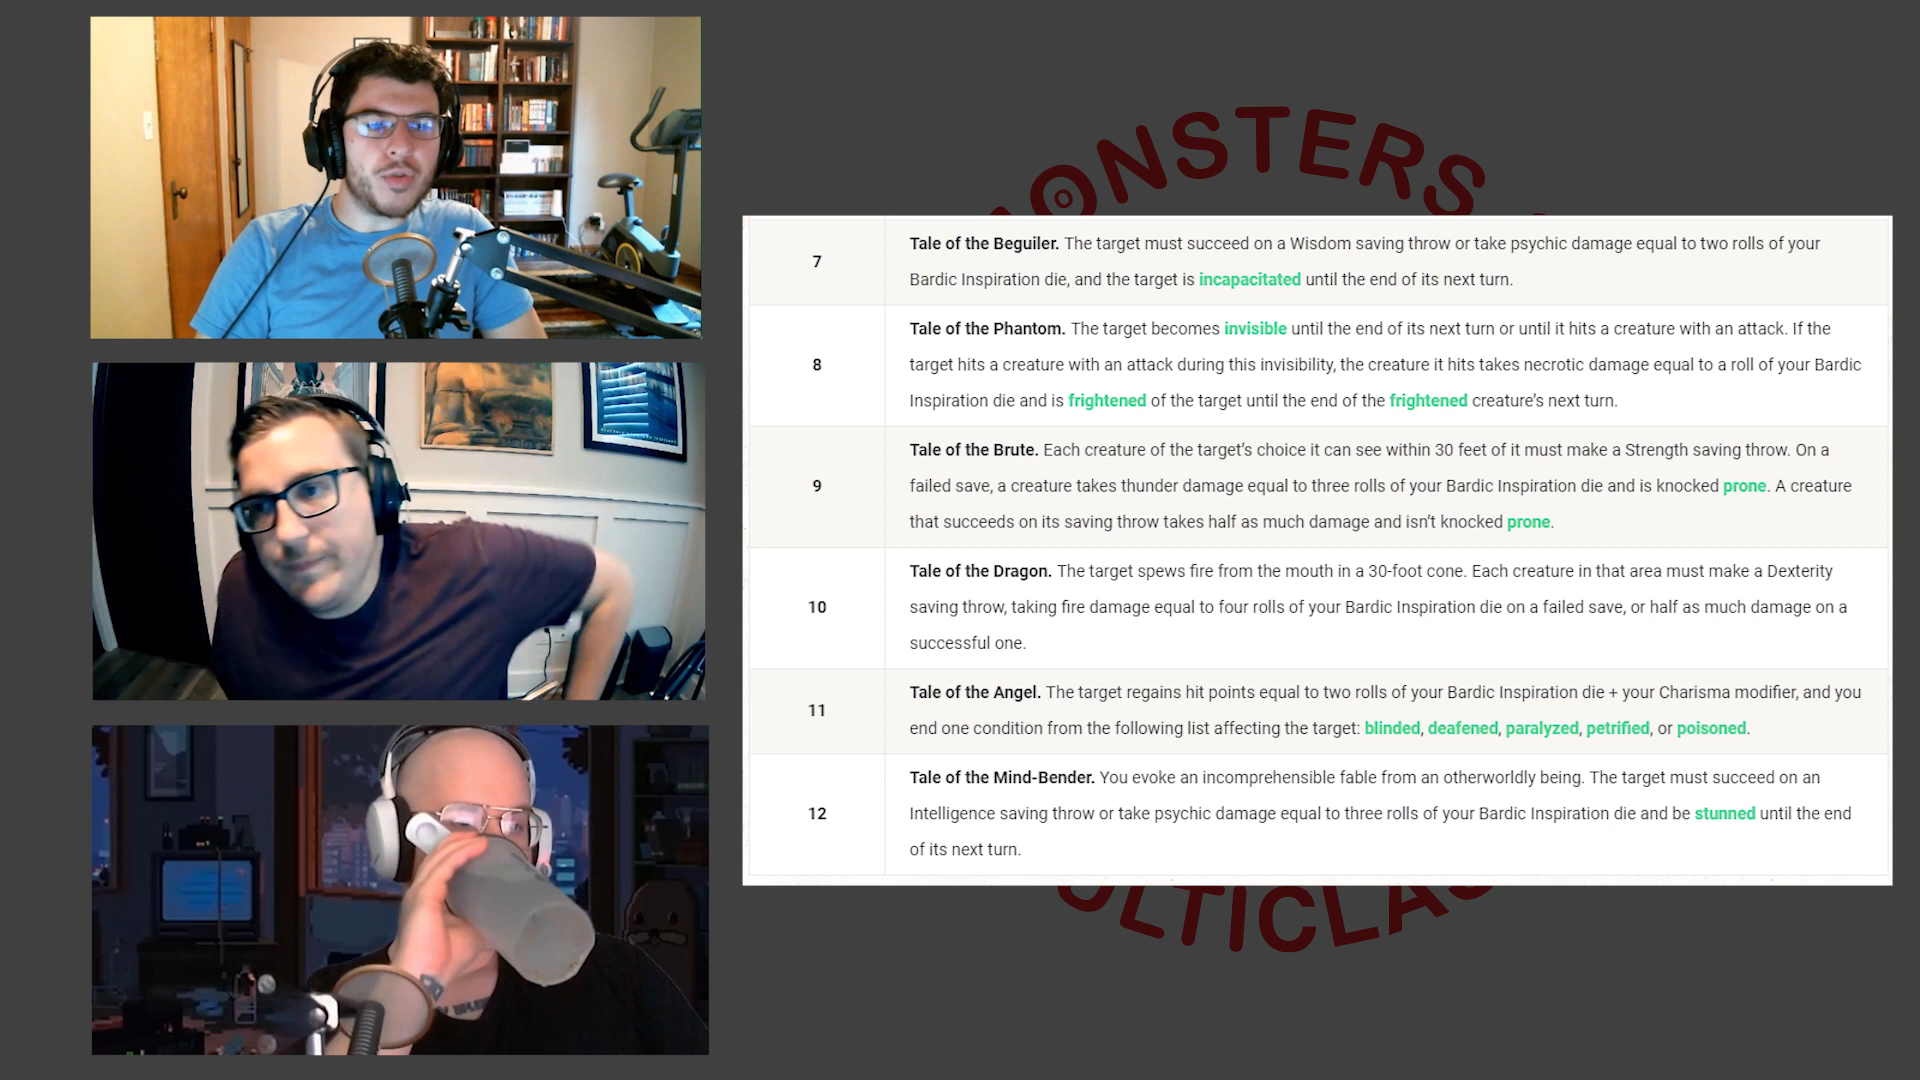 ONSTERS
7
Tale of the Beguiler. The target must succeed on a Wisdom saving throw or take psychic damage equal to two rolls of your
Bardic Inspiration die, and the target is incapacitated until the end of its next turn.
8
Tale of the Phantom. The target becomes invisible until the end of its next turn or until it hits a creature with an attack. If the
target hits a creature with an attack during this invisibility, the creature it hits takes necrotic damage equal to a roll of your Bardic
Inspiration die and is frightened of the target until the end of the frightened creature’s next turn.
9
Tale of the Brute. Each creature of the target’s choice it can see within 30 feet of it must make a Strength saving throw. On a
failed save, a creature takes thunder damage equal to three rolls of your Bardic Inspiration die and is knocked prone. A creature
that succeeds on its saving throw takes half as much damage and isn’t knocked prone.
10
Tale of the Dragon. The target spews fire from the mouth in a 30-foot cone. Each creature in that area must make a Dexterity
saving throw, taking fire damage equal to four rolls of your Bardic Inspiration die on a failed save, or half as much damage on a
successful one.
11
Tale of the Angel. The target regains hit points equal to two rolls of your Bardic Inspiration die + your Charisma modifier, and you
end one condition from the following list affecting the target: blinded, deafened, paralyzed, petrified, or poisoned.
12
Tale of the Mind-Bender. You evoke an incomprehensible fable from an otherworldly being. The target must succeed on an
Intelligence saving throw or take psychic damage equal to three rolls of your Bardic Inspiration die and be stunned until the end
of its next turn.
ULTICLAS